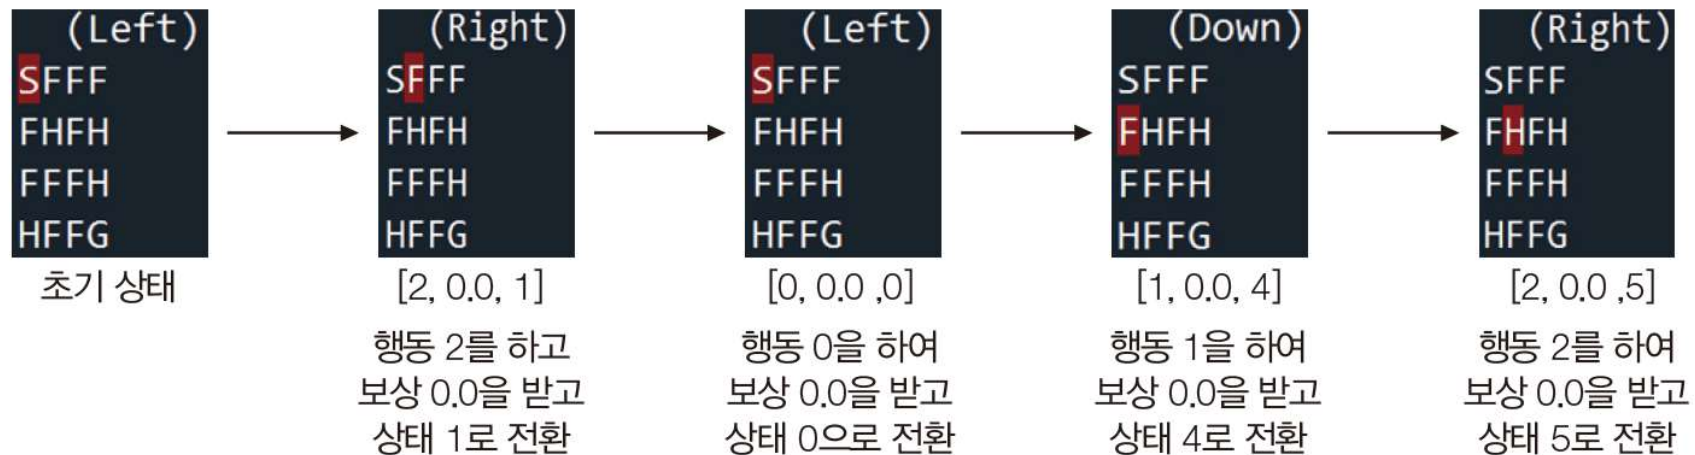 (Left)
SFFF
FHFH
FFFH
HFFG
초기 상태
(Right)
SFFF
FHFH
FFFH
HFFG
[2, 0.0, 1]
행동 2를 하고
보상 0.0을 받고
상태 1로 전환
(Left)
SFFF
FHFH
FFFH
HFFG
[0, 0.0 ,0]
행동 0을 하여
보상 0.0을 받고
상태 0으로 전환
(Down)
SFFF
FHFH
FFFH
HFFG
[1, 0.0, 4]
행동 1을 하여
보상 0.0을 받고
상태 4로 전환
(Right)
SFFF
FHFH
FFFH
HFFG
[2, 0.0 ,5]
행동 2를 하여
보상 0.0을 받고
상태 5로 전환